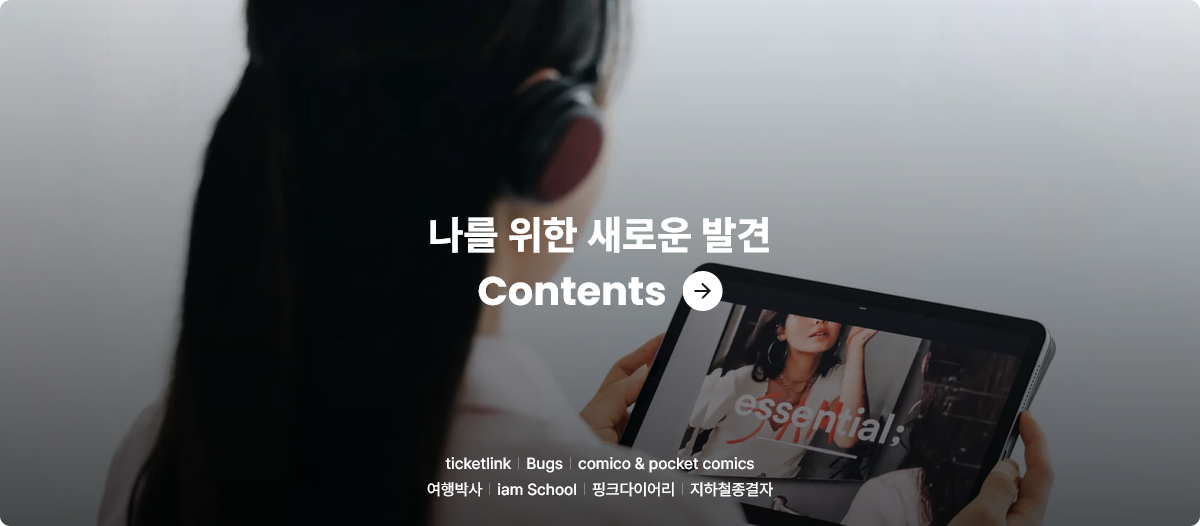 나를 위한 새로운 발견
Contents
essential;
ticketlink | Bugs | comico & pocket comics
여행박사 | iam School | 핑크다이어리 | 지하철종결자